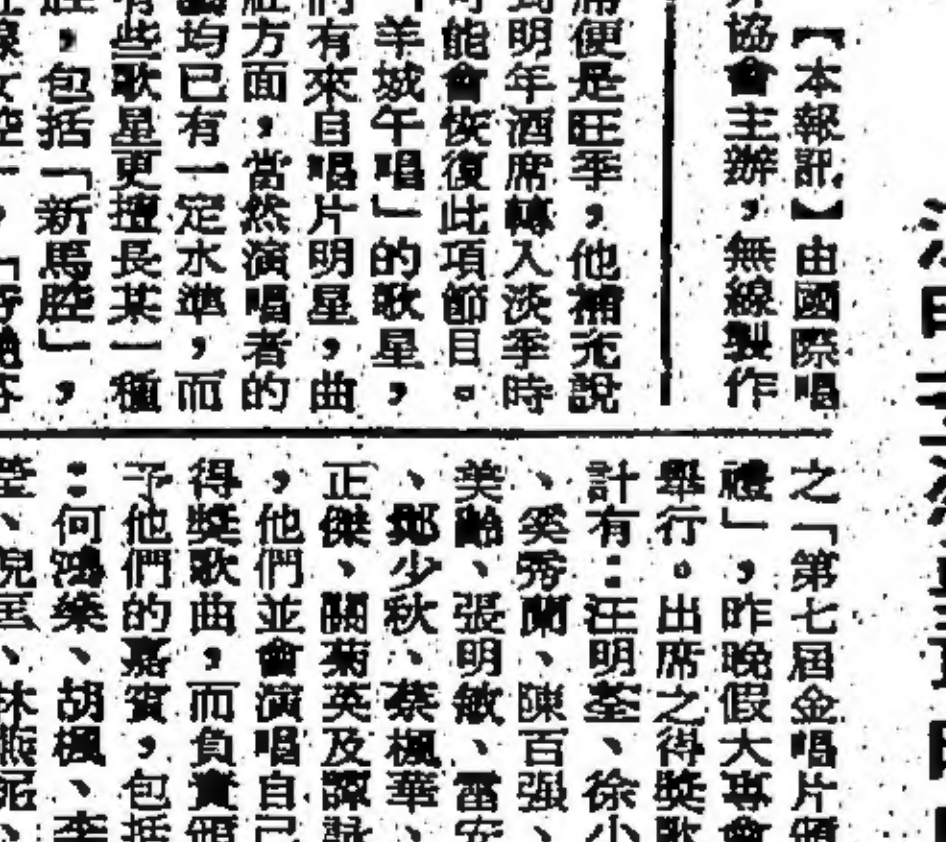 【本報訊】由國際唱
協會主辦，無線製作
之「第七屆金唱片頒
禮」，昨晚假大專會
舉行。出席之得獎歌
計有：汪明荃、徐小
、奚秀蘭、陳百強、
美齡、張明敏、雷安
、鄭少秋、蔡楓華、
正傑、關菊英及譚詠
，他們並會演唱自己
得獎歌曲，而負責頒
予他們的嘉賓，包括
：何鴻燊、胡楓、李
、倪匡、林燕妮、
席便是旺季，他補充說
明年酒席轉入淡季時
可能會恢復此項節目。
「羊城午唱」的歌星，
們有來自唱片明星，曲
方面，當然演唱者的
均已有一定水準，而
有些歌星更擅長某一種
腔，包括「新馬腔」，